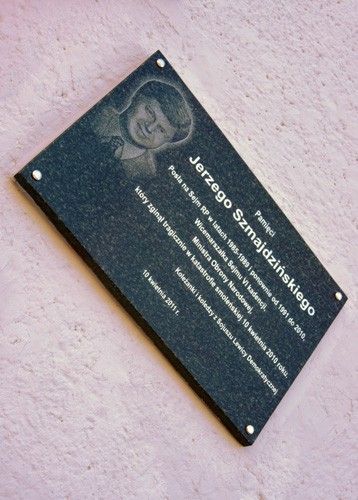 Pamięci
Jerzego Szmajdzińskiego
Posła na Sejm RP w latach 1985-1989 i ponownie od 1991 do 2010,
Wicemarszałka Sejmu VI kadencji,
Ministra Obrony Narodowej,
który zginął tragicznie w katastrofie smoleńskiej 10 kwietnia 2010 roku.
Koleżanki i koledzy z Sojuszu Lewicy Demokratycznej
10 kwietnia 2011 r.